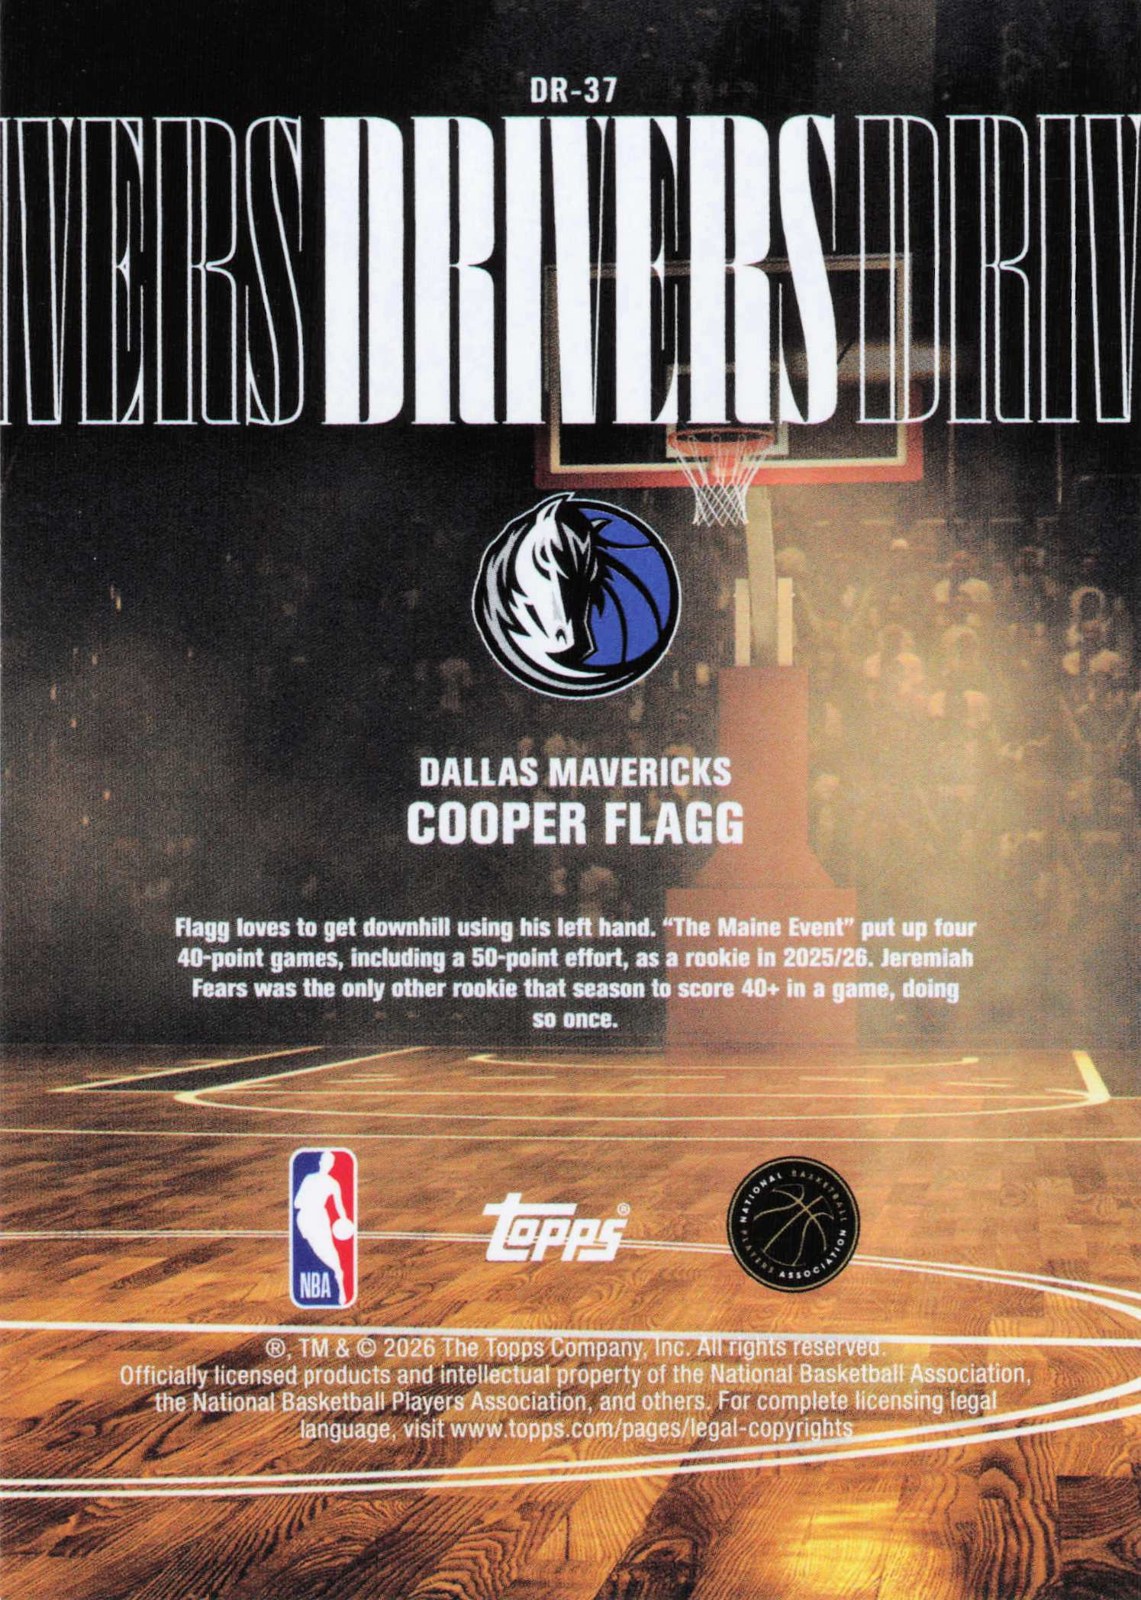 DR-37
IVERS DRIVERS DRIV
DALLAS MAVERICKS
COOPER FLAGG
Flagg loves to get downhill using his left hand. “The Maine Event” put up four
40-point games, including a 50-point effort, as a rookie in 2025/26. Jeremiah
Fears was the only other rookie that season to score 40+ in a game, doing
so once.
NBA
topps®
NATIONAL BASKETBALL PLAYERS ASSOCIATION
®, TM & © 2026 The Topps Company, Inc. All rights reserved.
Officially licensed products and intellectual property of the National Basketball Association,
the National Basketball Players Association, and others. For complete licensing legal
language, visit www.topps.com/pages/legal-copyrights